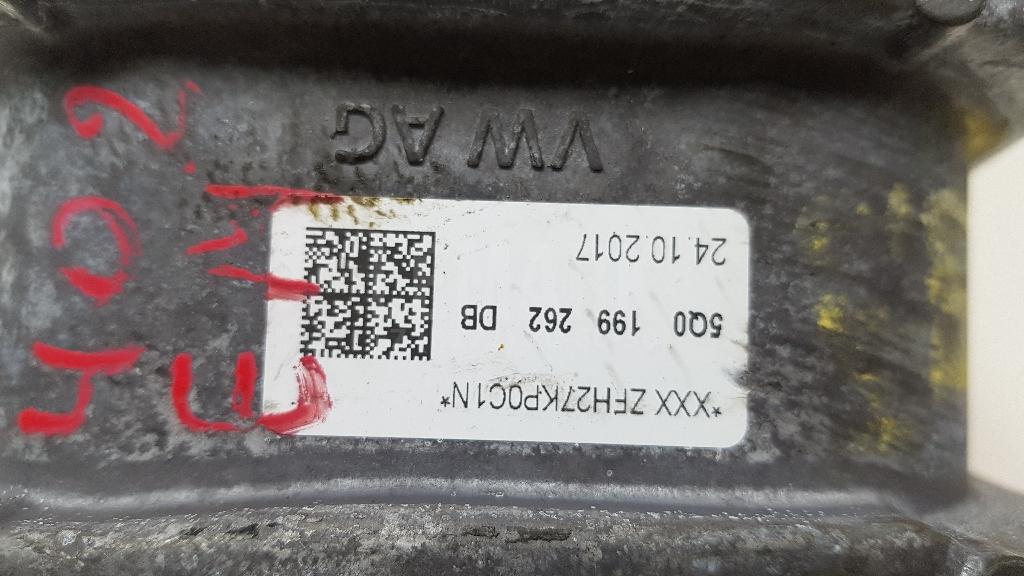 VW AG
*XXX ZFH27KP0C1N*
5Q0 199 262 DB
24.10.2017